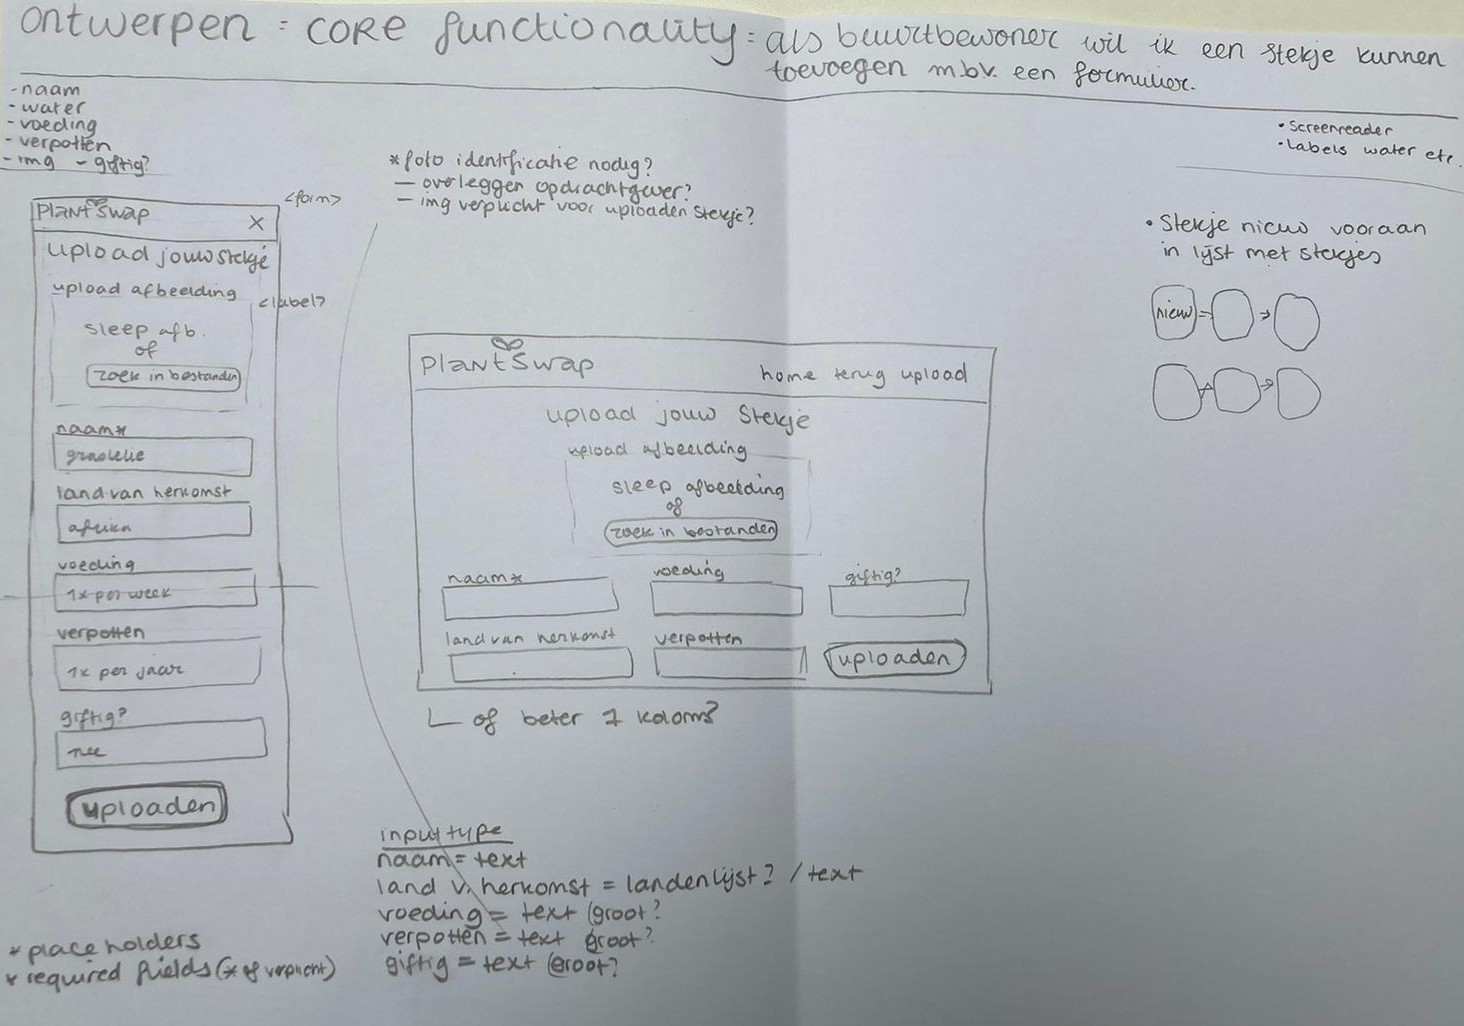 ontwerpen = core functionality = als buurtbewoner wil ik een stekje kunnen
toevoegen m.b.v. een formulier.
- naam
- water
- voeding
- verpotten
- img - giftig?
• screenreader
• labels water etc.
* foto identificatie nodig?
— overleggen opdrachtgever?
— img verplicht voor uploaden stekje?
<form>
PlantSwap X
upload jouw stekje
upload afbeelding
<label>
sleep afb.
of
zoek in bestanden
naam*
graslelie
land van herkomst
afrika
voeding
1x per week
verpotten
1x per jaar
giftig?
nee
uploaden
PlantSwap
home terug upload
upload jouw stekje
upload afbeelding
sleep afbeelding
of
zoek in bestanden
naam* voeding giftig?
land van herkomst verpotten
uploaden
of beter 1 kolom?
• Stekje nieuw vooraan
in lijst met stekjes
nieuw
input type
naam = text
land v. herkomst = landenlijst? / text
voeding = text (groot?
verpotten = text groot?
giftig = text (groot?
* placeholders
* required fields (* of verplicht)